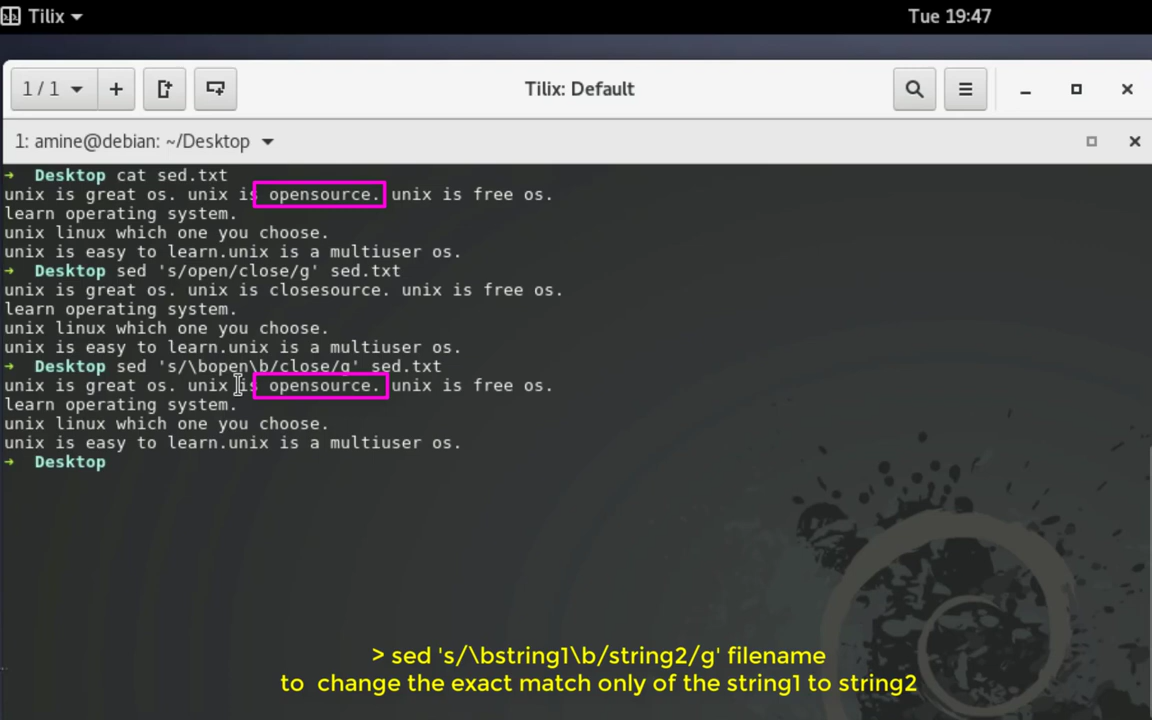 Tilix
Tue 19:47
1 / 1
Tilix: Default
1: amine@debian: ~/Desktop
→ Desktop cat sed.txt
unix is great os. unix is opensource. unix is free os.
learn operating system.
unix linux which one you choose.
unix is easy to learn.unix is a multiuser os.
→ Desktop sed 's/open/close/g' sed.txt
unix is great os. unix is closesource. unix is free os.
learn operating system.
unix linux which one you choose.
unix is easy to learn.unix is a multiuser os.
→ Desktop sed 's/\bopen\b/close/g' sed.txt
unix is great os. unix is opensource. unix is free os.
learn operating system.
unix linux which one you choose.
unix is easy to learn.unix is a multiuser os.
→ Desktop
> sed 's/\bstring1\b/string2/g' filename
to change the exact match only of the string1 to string2